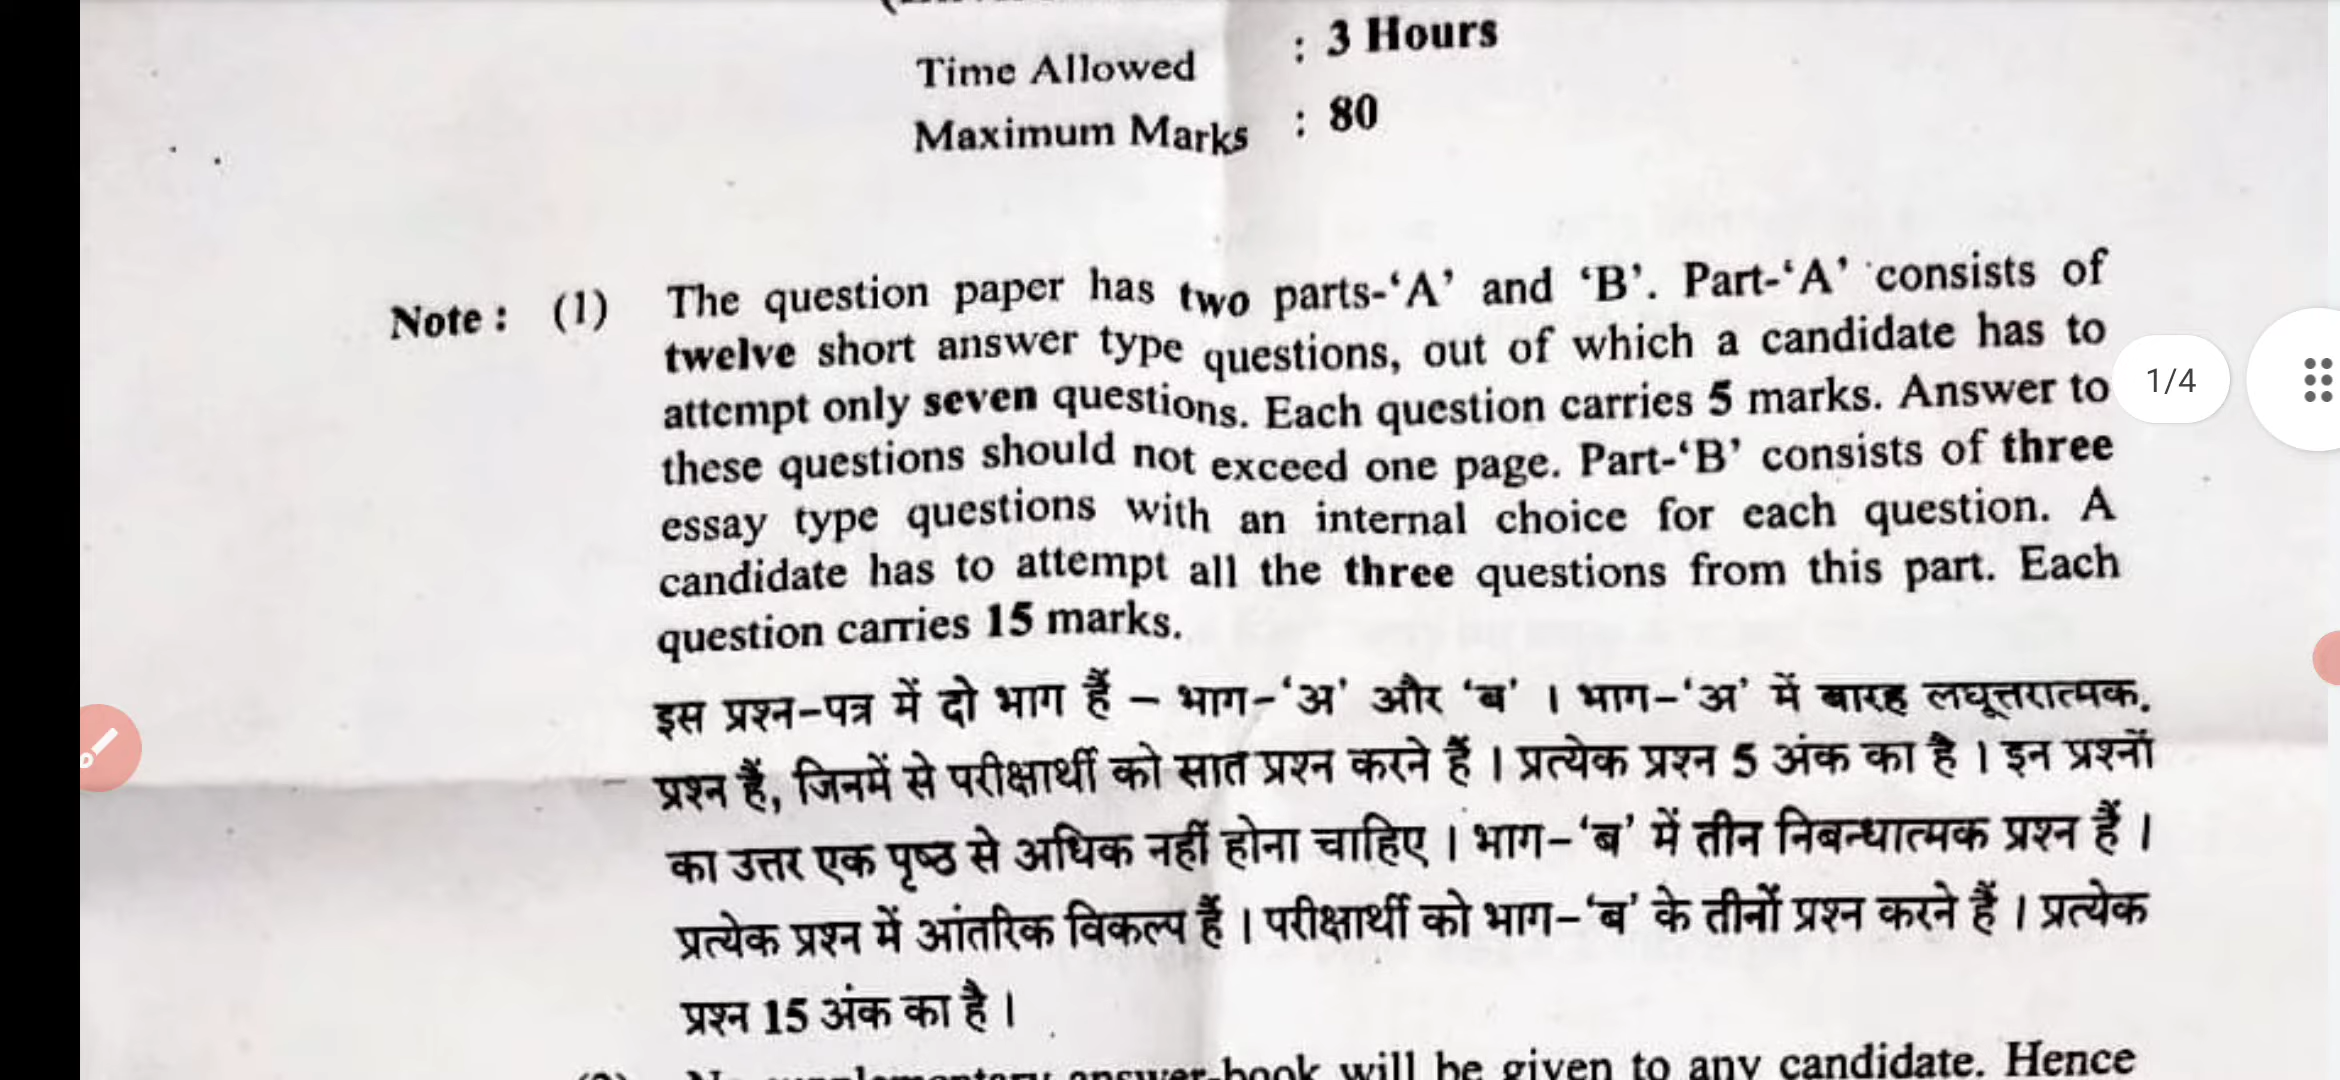 Time Allowed : 3 Hours
Maximum Marks : 80
Note : (1) The question paper has two parts-‘A’ and ‘B’. Part-‘A’ consists of
twelve short answer type questions, out of which a candidate has to
attempt only seven questions. Each question carries 5 marks. Answer to
1/4
these questions should not exceed one page. Part-‘B’ consists of three
essay type questions with an internal choice for each question. A
candidate has to attempt all the three questions from this part. Each
question carries 15 marks.
इस प्रश्न-पत्र में दो भाग हैं – भाग-‘अ’ और ‘ब’ । भाग-‘अ’ में बारह लघूत्तरात्मक
प्रश्न हैं, जिनमें से परीक्षार्थी को सात प्रश्न करने हैं । प्रत्येक प्रश्न 5 अंक का है । इन प्रश्नों
का उत्तर एक पृष्ठ से अधिक नहीं होना चाहिए । भाग-‘ब’ में तीन निबन्धात्मक प्रश्न हैं ।
प्रत्येक प्रश्न में आंतरिक विकल्प हैं । परीक्षार्थी को भाग-‘ब’ के तीनों प्रश्न करने हैं । प्रत्येक
प्रश्न 15 अंक का है ।
No supplementary answer-book will be given to any candidate. Hence